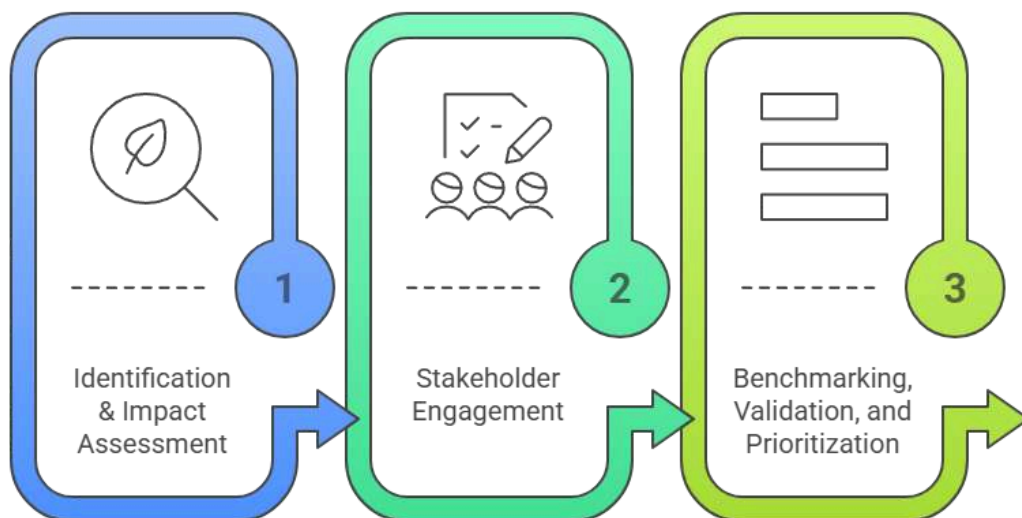 1
Identification
& Impact
Assessment
2
Stakeholder
Engagement
3
Benchmarking,
Validation, and
Prioritization